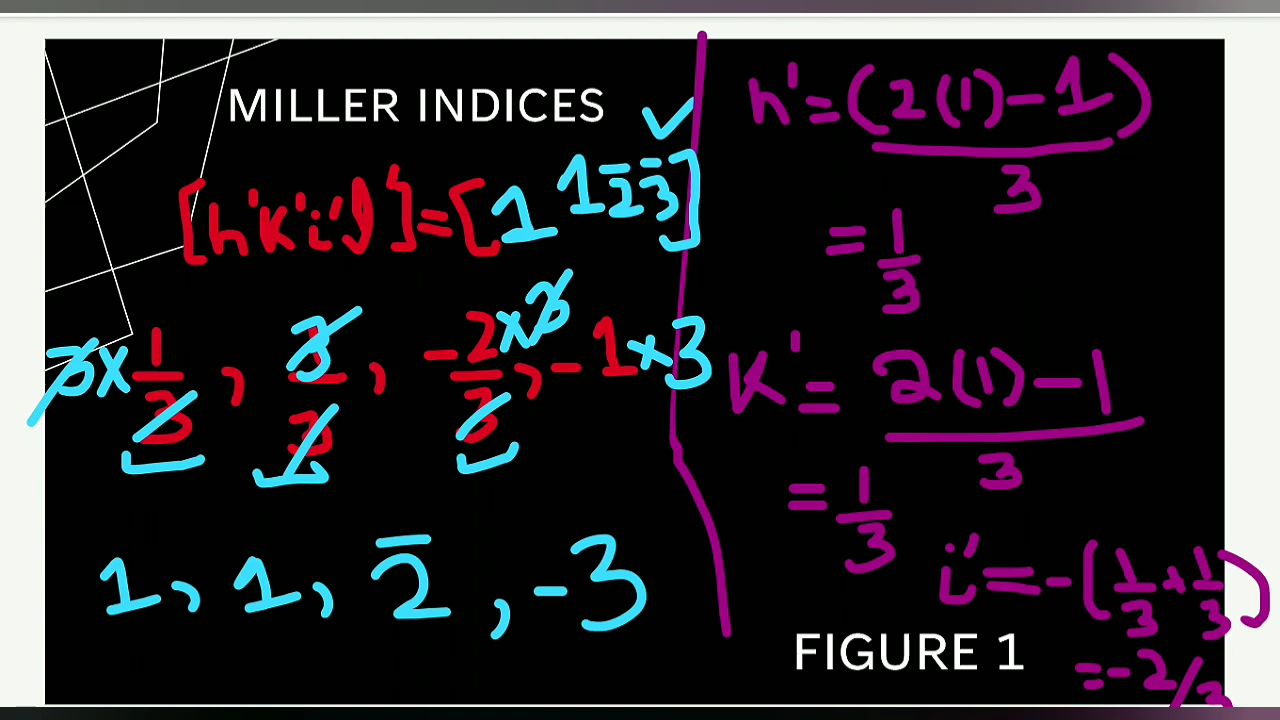 MILLER INDICES ✓
[h'k'i'l'] = [1 1 2̅ 3̅]
3 × 1/3 , 3 1/3 , -2/3 × 3 , -1 × 3
1 , 1 , 2̅ , -3
h' = (2(1) - 1)/3
= 1/3
K' = 2(1) - 1/3
= 1/3
i' = -(1/3 + 1/3)
= -2/3
FIGURE 1